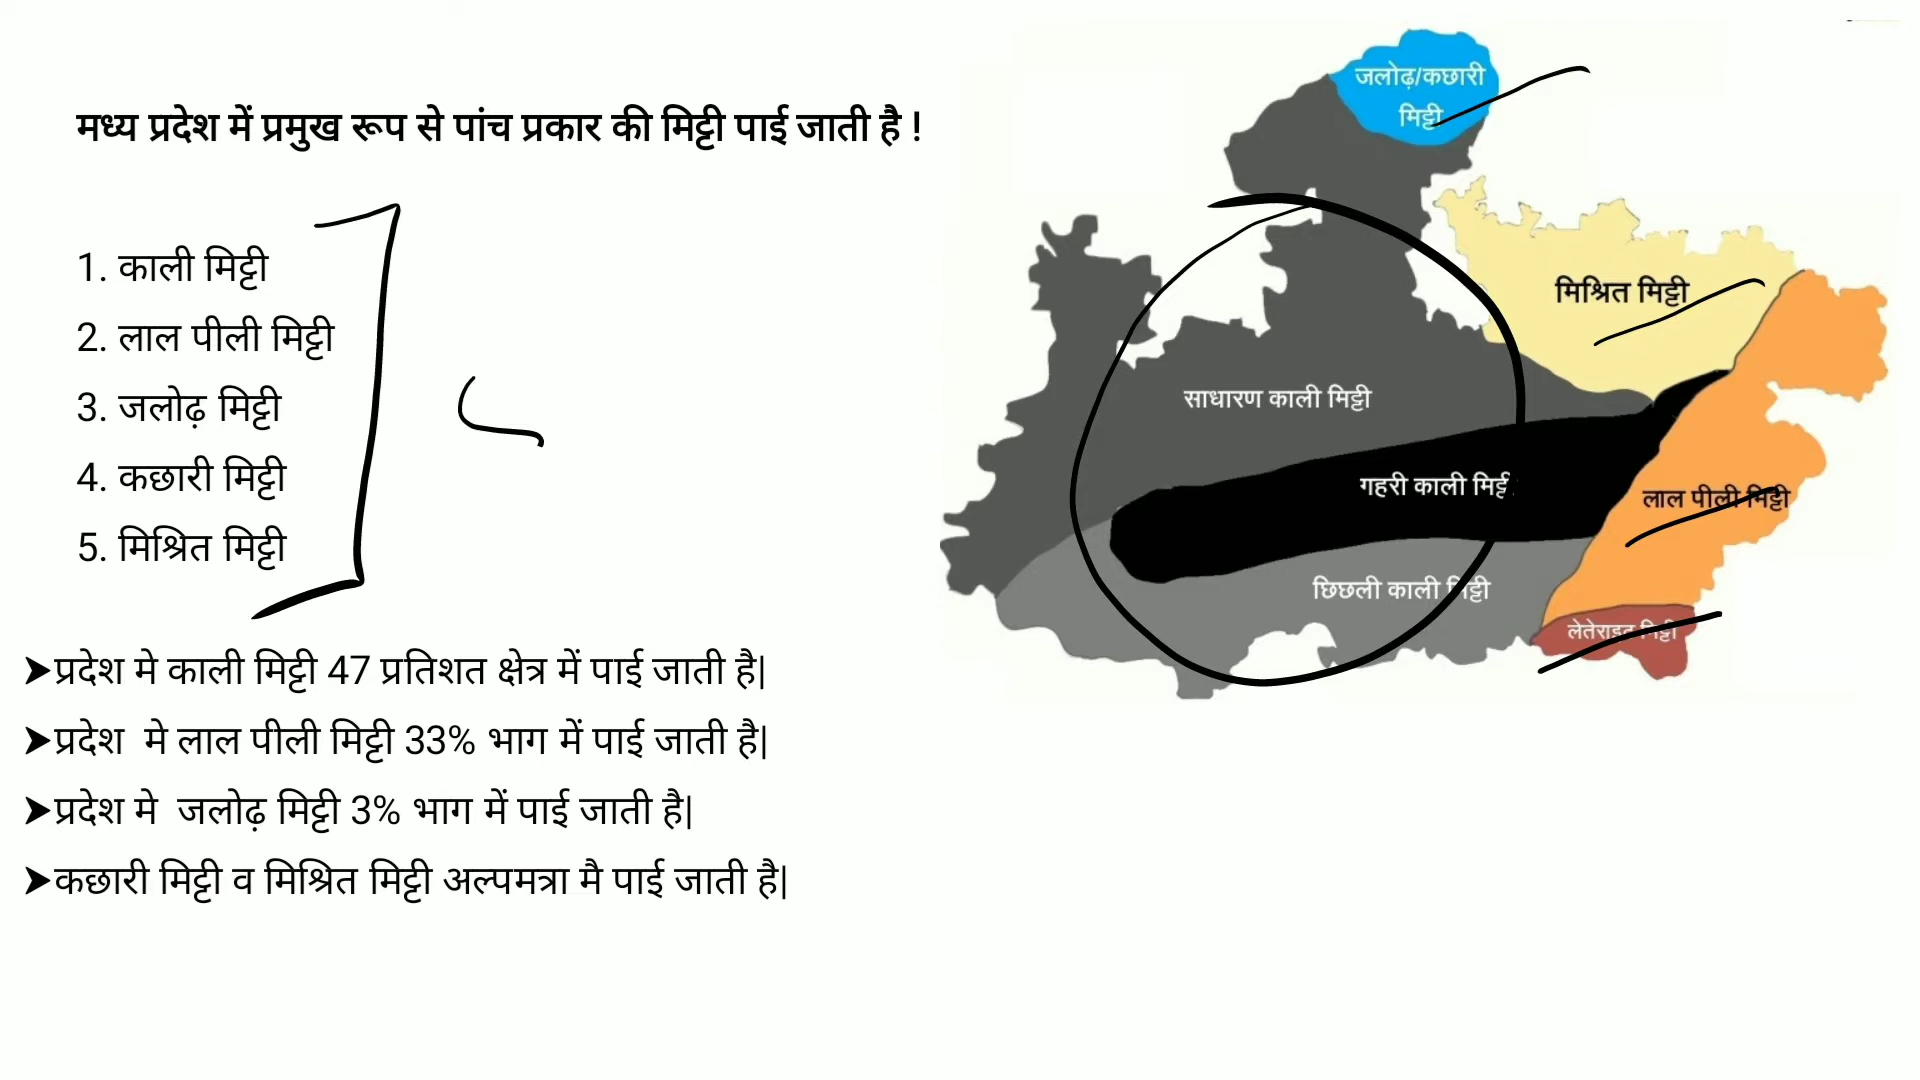 मध्य प्रदेश में प्रमुख रूप से पांच प्रकार की मिट्टी पाई जाती है !
1. काली मिट्टी
2. लाल पीली मिट्टी
3. जलोढ़ मिट्टी
4. कछारी मिट्टी
5. मिश्रित मिट्टी
➤प्रदेश मे काली मिट्टी 47 प्रतिशत क्षेत्र में पाई जाती है|
➤प्रदेश मे लाल पीली मिट्टी 33% भाग में पाई जाती है|
➤प्रदेश मे जलोढ़ मिट्टी 3% भाग में पाई जाती है|
➤कछारी मिट्टी व मिश्रित मिट्टी अल्पमत्रा मै पाई जाती है|
जलोढ़/कछारी
मिट्टी
मिश्रित मिट्टी
साधारण काली मिट्टी
गहरी काली मिट्टी
लाल पीली मिट्टी
छिछली काली मिट्टी
लेतेराइट मिट्टी